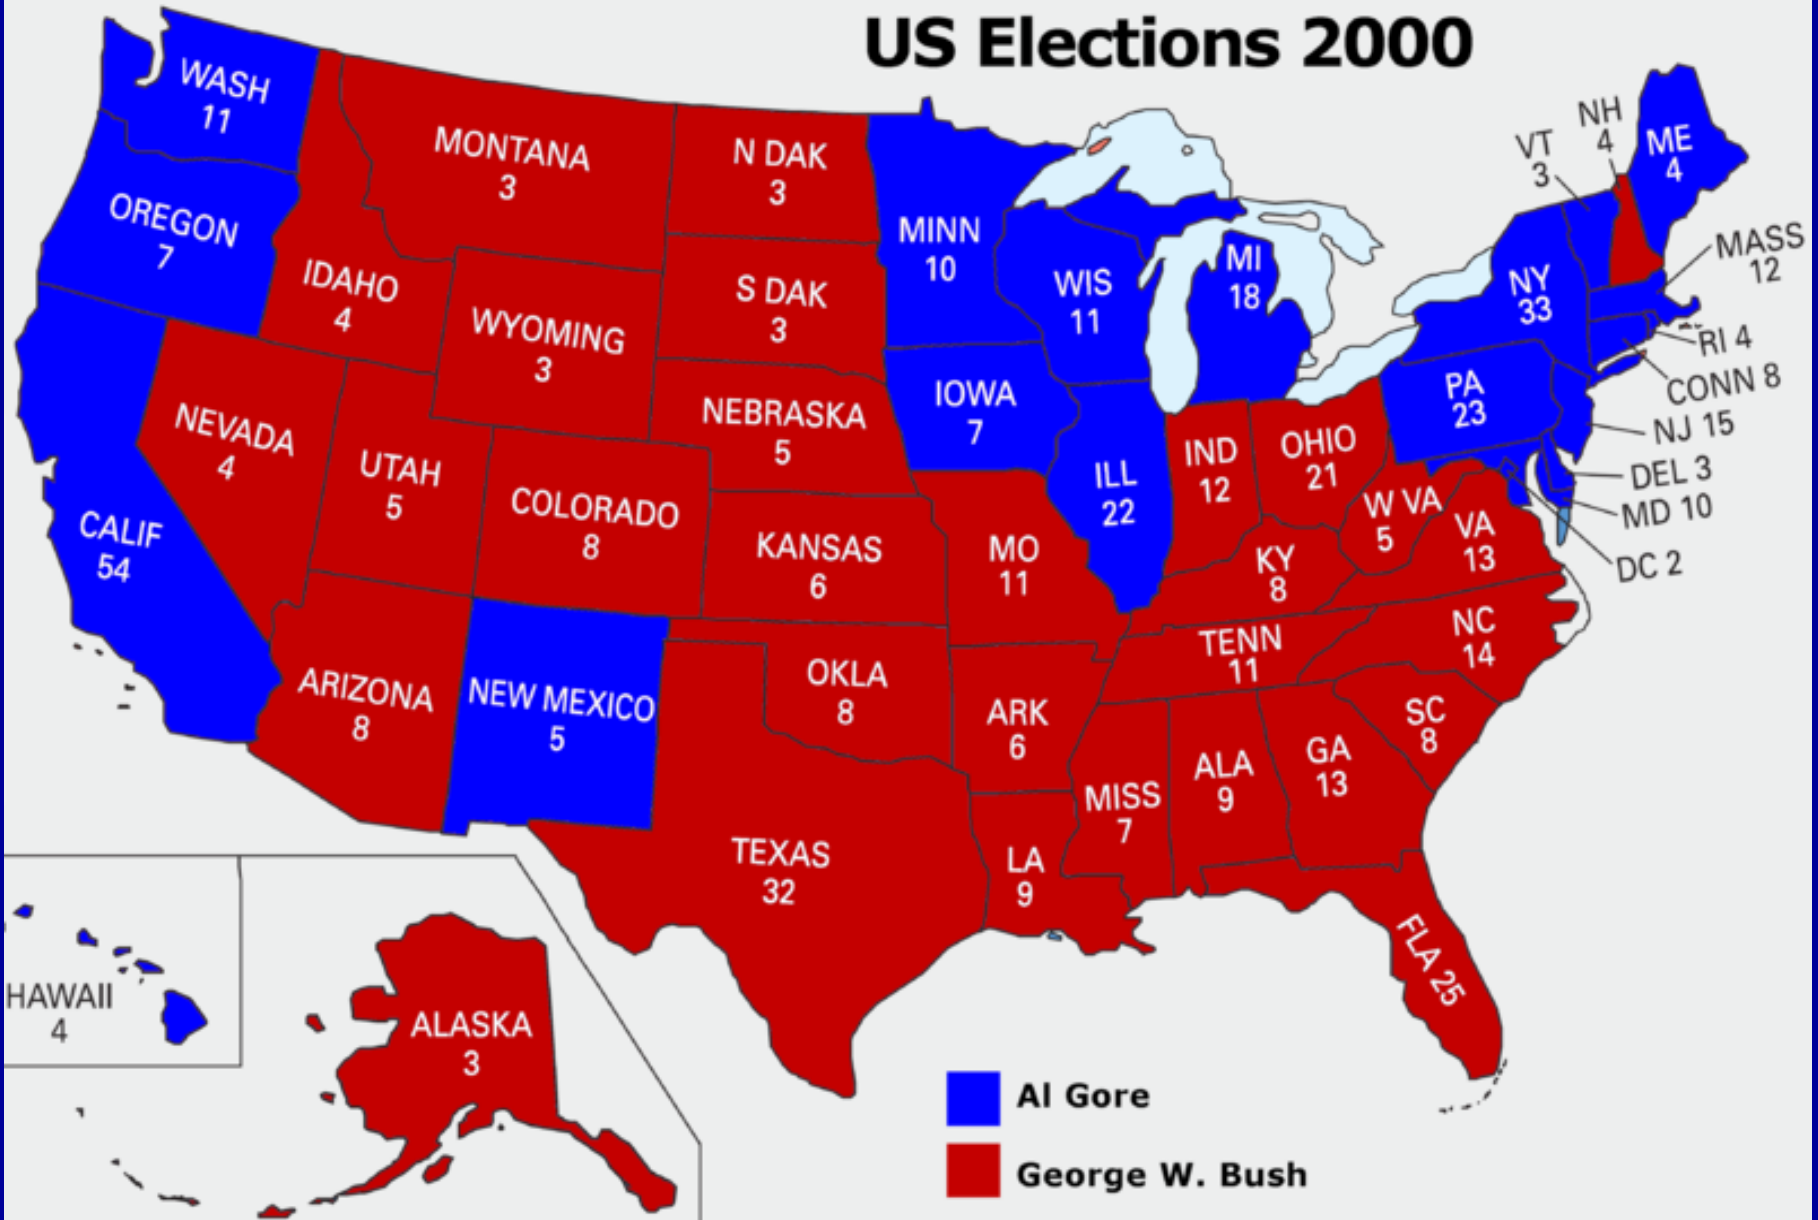 US Elections 2000
WASH
11
OREGON
7
CALIF
54
NEVADA
4
IDAHO
4
MONTANA
3
WYOMING
3
UTAH
5
ARIZONA
8
COLORADO
8
NEW MEXICO
5
N DAK
3
S DAK
3
NEBRASKA
5
KANSAS
6
OKLA
8
TEXAS
32
MINN
10
IOWA
7
MO
11
ARK
6
LA
9
WIS
11
ILL
22
MI
18
IND
12
OHIO
21
KY
8
TENN
11
MISS
7
ALA
9
GA
13
FLA 25
SC
8
NC
14
VA
13
W VA
5
PA
23
NY
33
VT
3
NH
4
ME
4
MASS
12
RI 4
CONN 8
NJ 15
DEL 3
MD 10
DC 2
HAWAII
4
ALASKA
3
Al Gore
George W. Bush